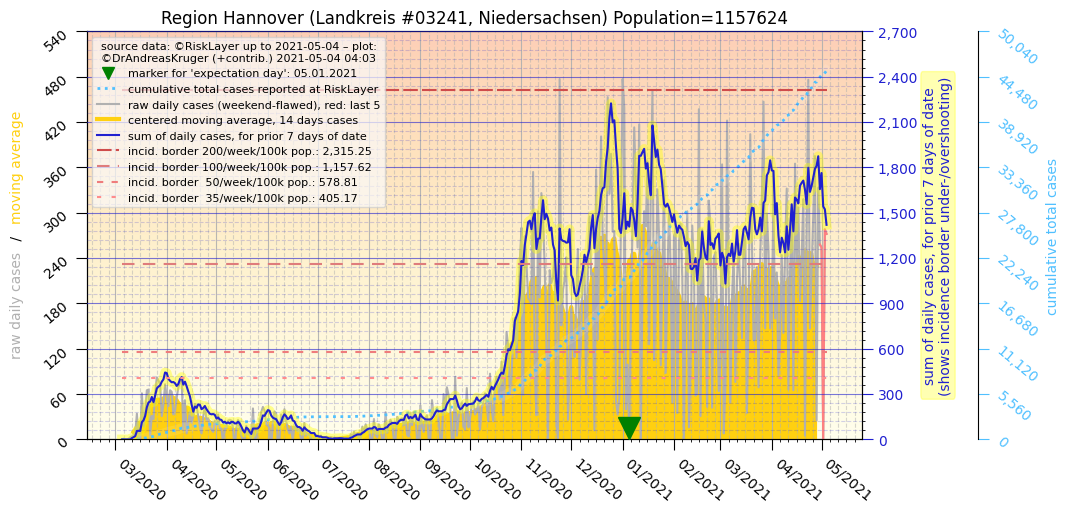 Region Hannover (Landkreis #03241, Niedersachsen) Population=1157624
source data: ©RiskLayer up to 2021-05-04 – plot:
©DrAndreasKruger (+contrib.) 2021-05-04 04:03
marker for 'expectation day': 05.01.2021
cumulative total cases reported at RiskLayer
raw daily cases (weekend-flawed), red: last 5
centered moving average, 14 days cases
sum of daily cases, for prior 7 days of date
incid. border 200/week/100k pop.: 2,315.25
incid. border 100/week/100k pop.: 1,157.62
incid. border  50/week/100k pop.: 578.81
incid. border  35/week/100k pop.: 405.17
raw daily cases  /  moving average
540
480
420
360
300
240
180
120
60
0
03/2020
04/2020
05/2020
06/2020
07/2020
08/2020
09/2020
10/2020
11/2020
12/2020
01/2021
02/2021
03/2021
04/2021
05/2021
2,700
2,400
2,100
1,800
1,500
1,200
900
600
300
0
sum of daily cases, for prior 7 days of date
(shows incidence border under-/overshooting)
50,040
44,480
38,920
33,360
27,800
22,240
16,680
11,120
5,560
0
cumulative total cases